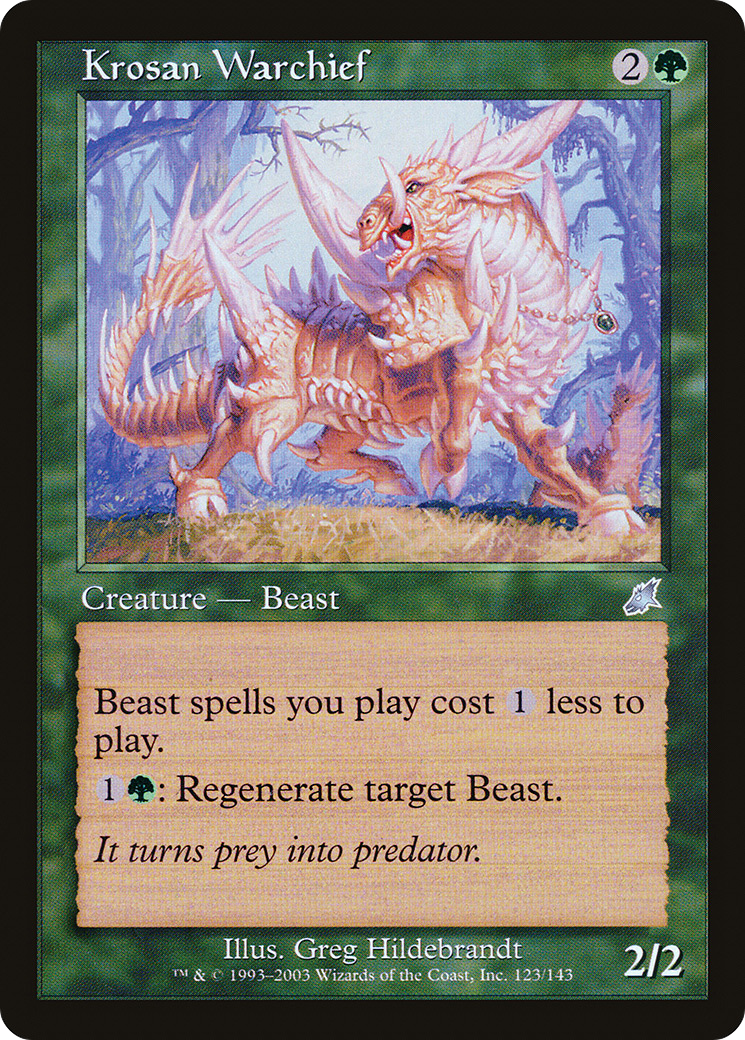 Krosan Warchief 2
Creature — Beast
Beast spells you play cost 1 less to
play.
1: Regenerate target Beast.
It turns prey into predator.
Illus. Greg Hildebrandt
™ & © 1993–2003 Wizards of the Coast, Inc. 123/143
2/2